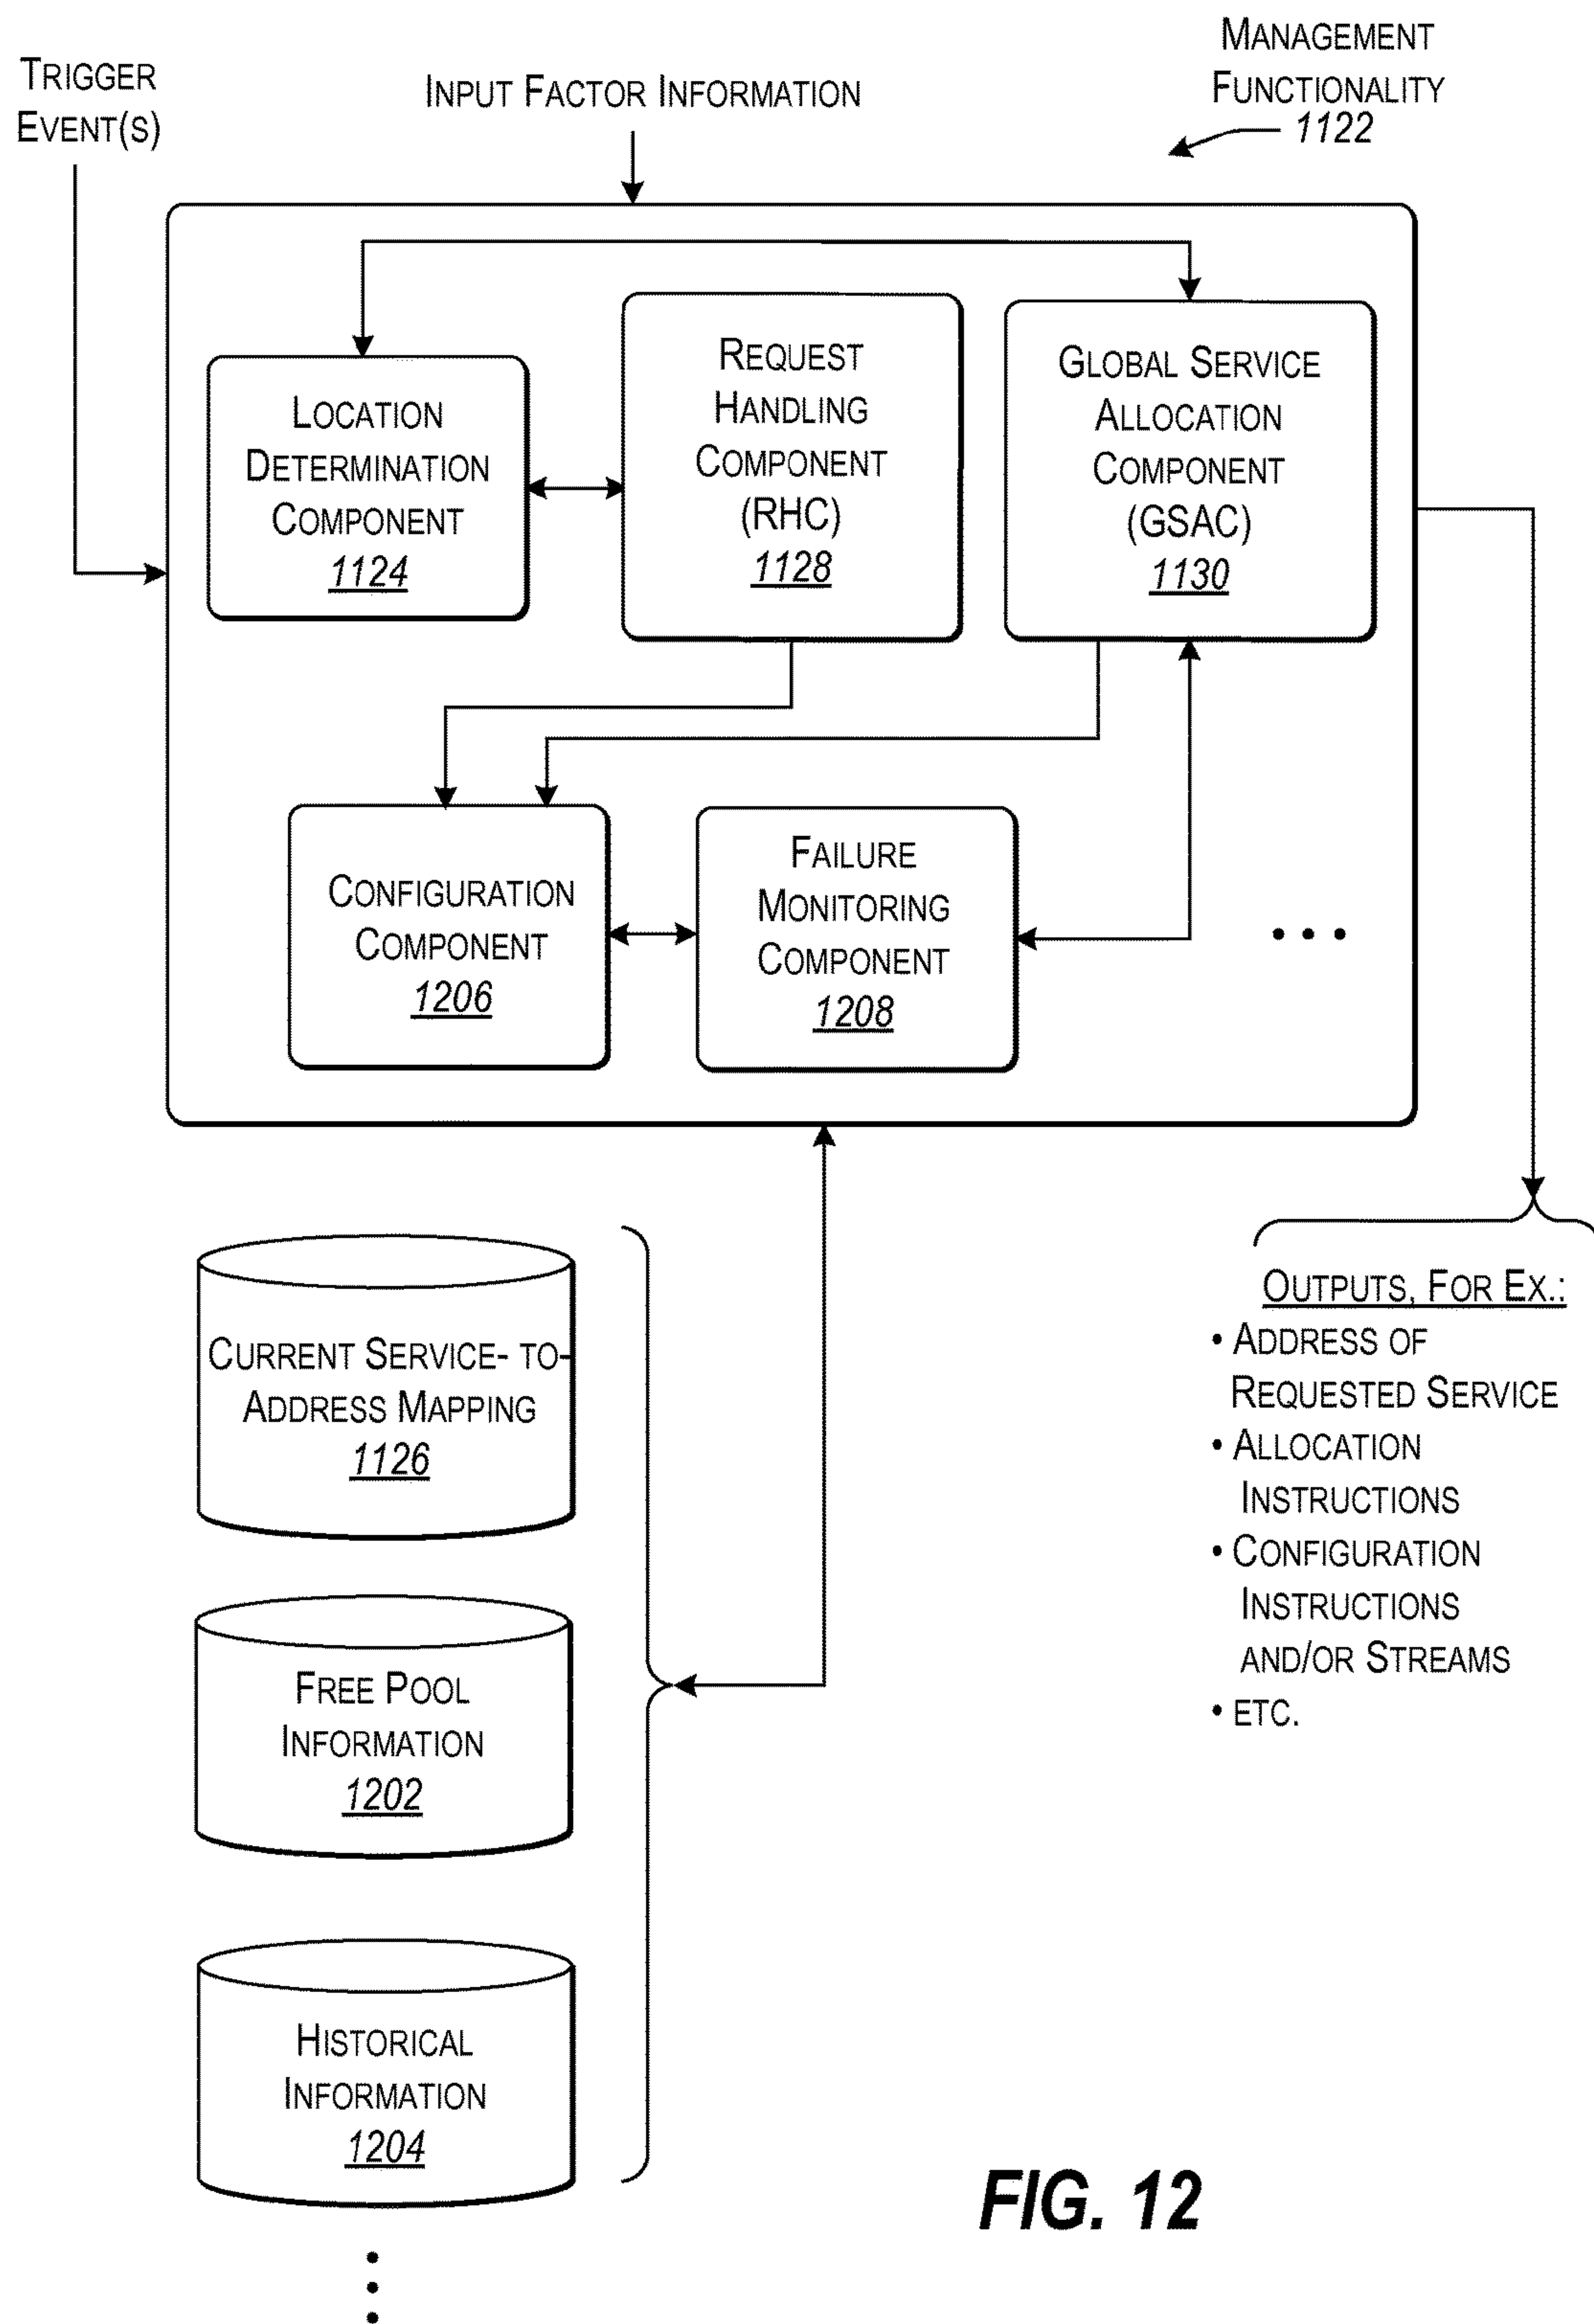 TRIGGER
EVENT(S)
INPUT FACTOR INFORMATION
MANAGEMENT
FUNCTIONALITY
1122
LOCATION
DETERMINATION
COMPONENT
1124
REQUEST
HANDLING
COMPONENT
(RHC)
1128
GLOBAL SERVICE
ALLOCATION
COMPONENT
(GSAC)
1130
CONFIGURATION
COMPONENT
1206
FAILURE
MONITORING
COMPONENT
1208
• • •
CURRENT SERVICE- TO-
ADDRESS MAPPING
1126
FREE POOL
INFORMATION
1202
HISTORICAL
INFORMATION
1204
OUTPUTS, FOR EX.:
• ADDRESS OF
REQUESTED SERVICE
• ALLOCATION
INSTRUCTIONS
• CONFIGURATION
INSTRUCTIONS
AND/OR STREAMS
• ETC.
FIG. 12